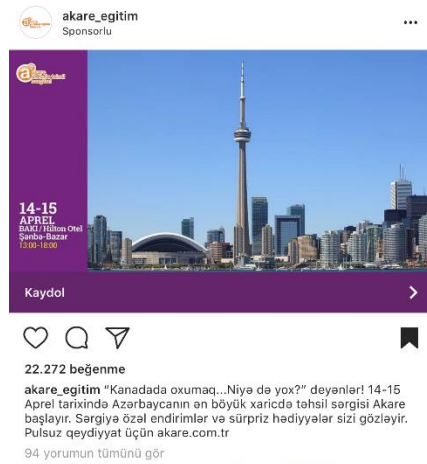 akare_egitim
Sponsorlu
14-15
APREL
BAKI/Hilton Otel
Şənbə-Bazar
13:00-18:00
Kaydol
22.272 beğenme
akare_egitim "Kanadada oxumaq...Niyə də yox?" deyənlər! 14-15
Aprel tarixində Azərbaycanın ən böyük xaricdə təhsil sərgisi Akare
başlayır. Sərgiyə özəl endirimlər və sürpriz hədiyyələr sizi gözləyir.
Pulsuz qeydiyyat üçün akare.com.tr
94 yorumun tümünü gör